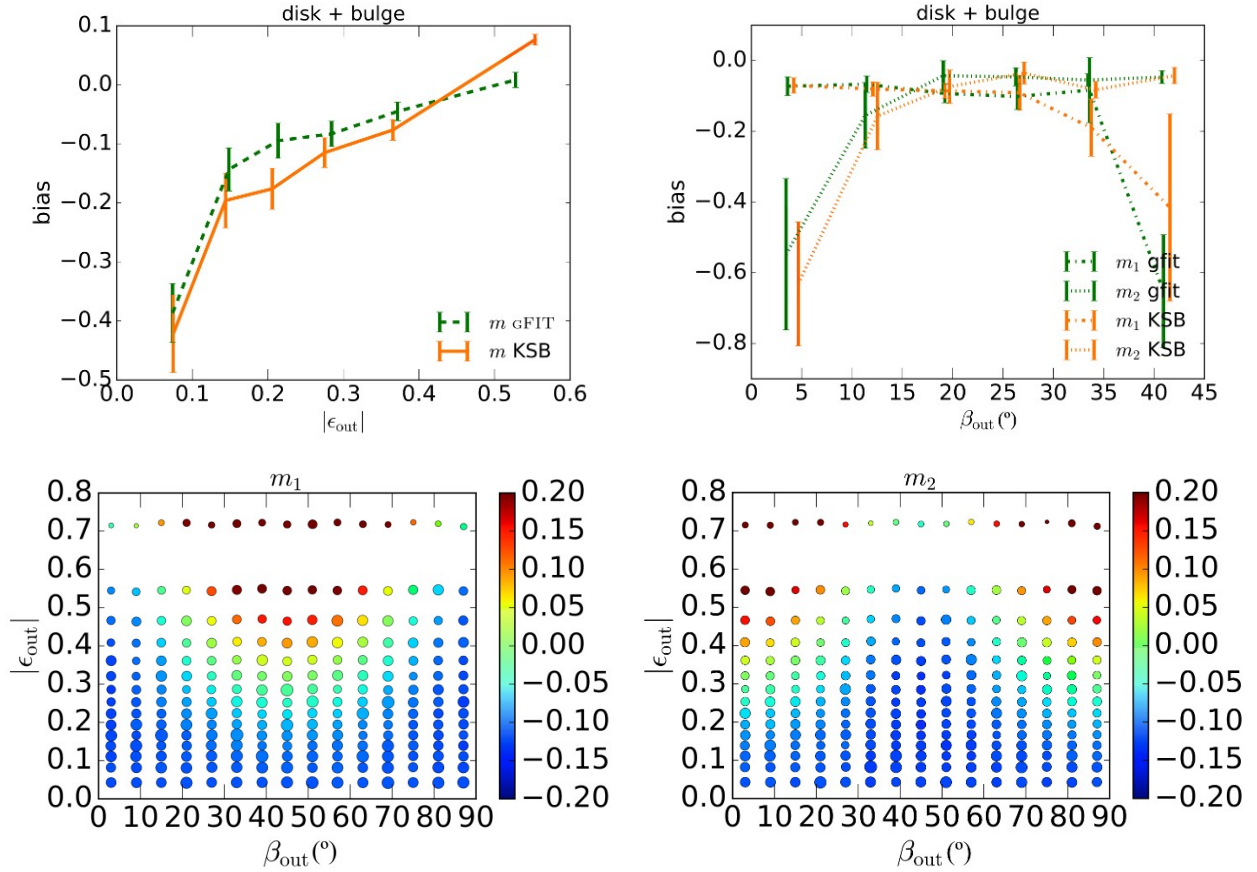 disk + bulge
0.1
0.0
−0.1
−0.2
−0.3
−0.4
−0.5
bias
m GFIT
m KSB
0.0 0.1 0.2 0.3 0.4 0.5 0.6
|ϵout|
disk + bulge
0.0
−0.2
−0.4
−0.6
−0.8
bias
m1 gfit
m2 gfit
m1 KSB
m2 KSB
0 5 10 15 20 25 30 35 40 45
βout(º)
m1
0.8
0.7
0.6
0.5
0.4
0.3
0.2
0.1
0.0
|ϵout|
0 10 20 30 40 50 60 70 80 90
βout(º)
0.20
0.15
0.10
0.05
0.00
−0.05
−0.10
−0.15
−0.20
m2
0.8
0.7
0.6
0.5
0.4
0.3
0.2
0.1
0.0
|ϵout|
0 10 20 30 40 50 60 70 80 90
βout(º)
0.20
0.15
0.10
0.05
0.00
−0.05
−0.10
−0.15
−0.20